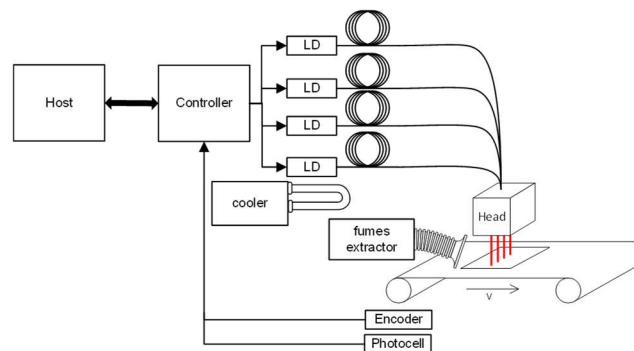 LD
LD
LD
LD
Host
Controller
cooler
Head
fumes
extractor
v
Encoder
Photocell